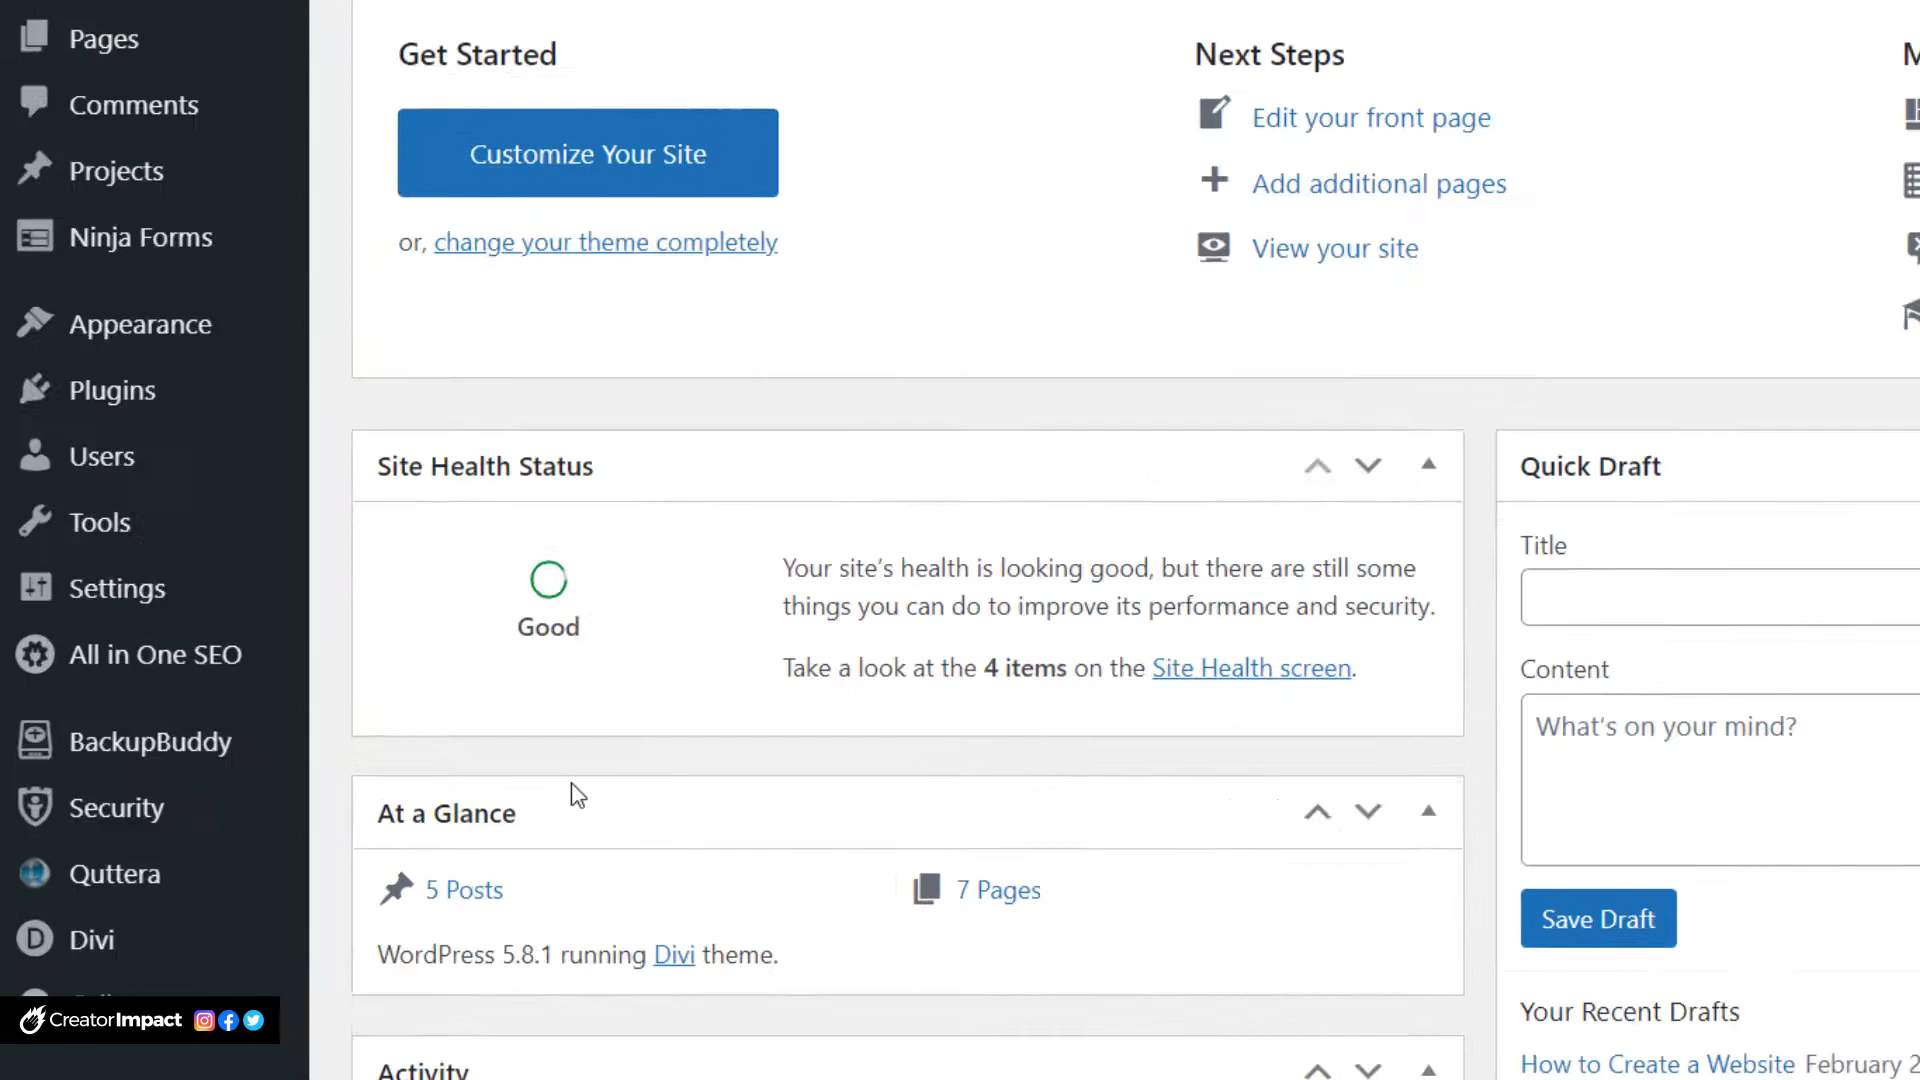 Pages
Comments
Projects
Ninja Forms
Appearance
Plugins
Users
Tools
Settings
All in One SEO
BackupBuddy
Security
Quttera
Divi
CreatorImpact
Get Started
Customize Your Site
or, change your theme completely
Next Steps
Edit your front page
Add additional pages
View your site
M
Site Health Status
Good
Your site's health is looking good, but there are still some
things you can do to improve its performance and security.
Take a look at the 4 items on the Site Health screen.
At a Glance
5 Posts
7 Pages
WordPress 5.8.1 running Divi theme.
Activity
Quick Draft
Title
Content
What's on your mind?
Save Draft
Your Recent Drafts
How to Create a Website February 2